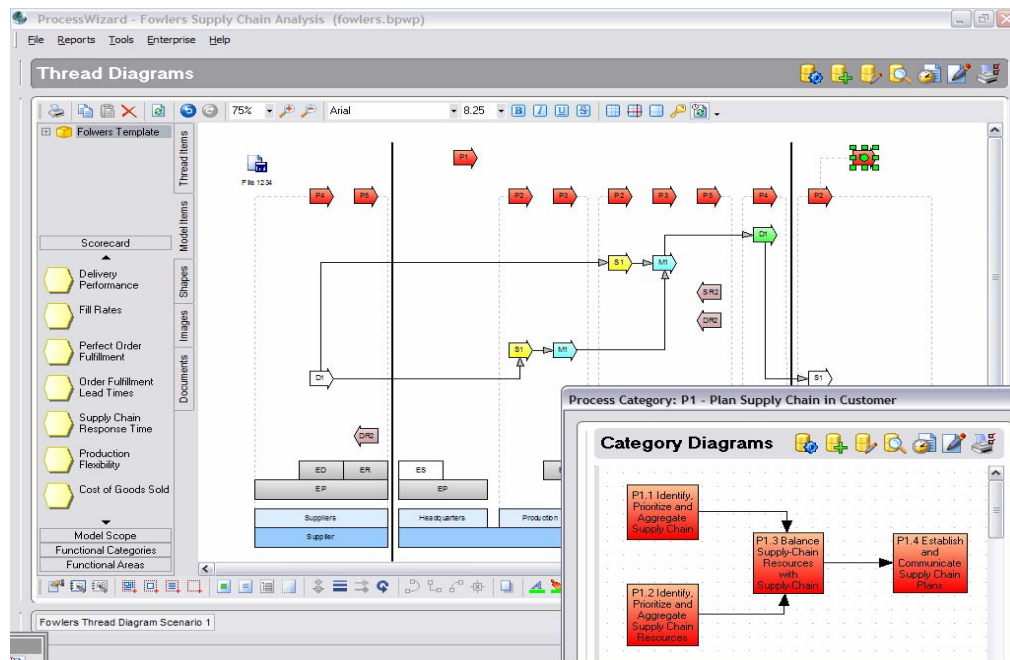 ProcessWizard - Fowlers Supply Chain Analysis (fowlers.bpwp)
File Reports Tools Enterprise Help
Thread Diagrams
75% Arial 8.25 B I U S
Folwers Template
Thread Items
Model Items
Shapes
Images
Documents
Scorecard
Delivery
Performance
Fill Rates
Perfect Order
Fulfillment
Order Fulfillment
Lead Times
Supply Chain
Response Time
Production
Flexibility
Cost of Goods Sold
Model Scope
Functional Categories
Functional Areas
File 1234
P1
P4 P5 P2 P3 P2 P3 P5 P4 P2
D1
S1 M1
SR2
DR2
S1 M1
D1 S1
DR2
ED ER ES
EP EP
Suppliers Headquarters Production
Supplier
Fowlers Thread Diagram Scenario 1
Process Category: P1 - Plan Supply Chain in Customer
Category Diagrams
P1.1 Identify,
Prioritize and
Aggregate
Supply Chain
P1.3 Balance
Supply-Chain
Resources
with
Supply-Chain
P1.4 Establish
and
Communicate
Supply Chain
Plans
P1.2 Identify,
Prioritize and
Aggregate
Supply Chain
Resources